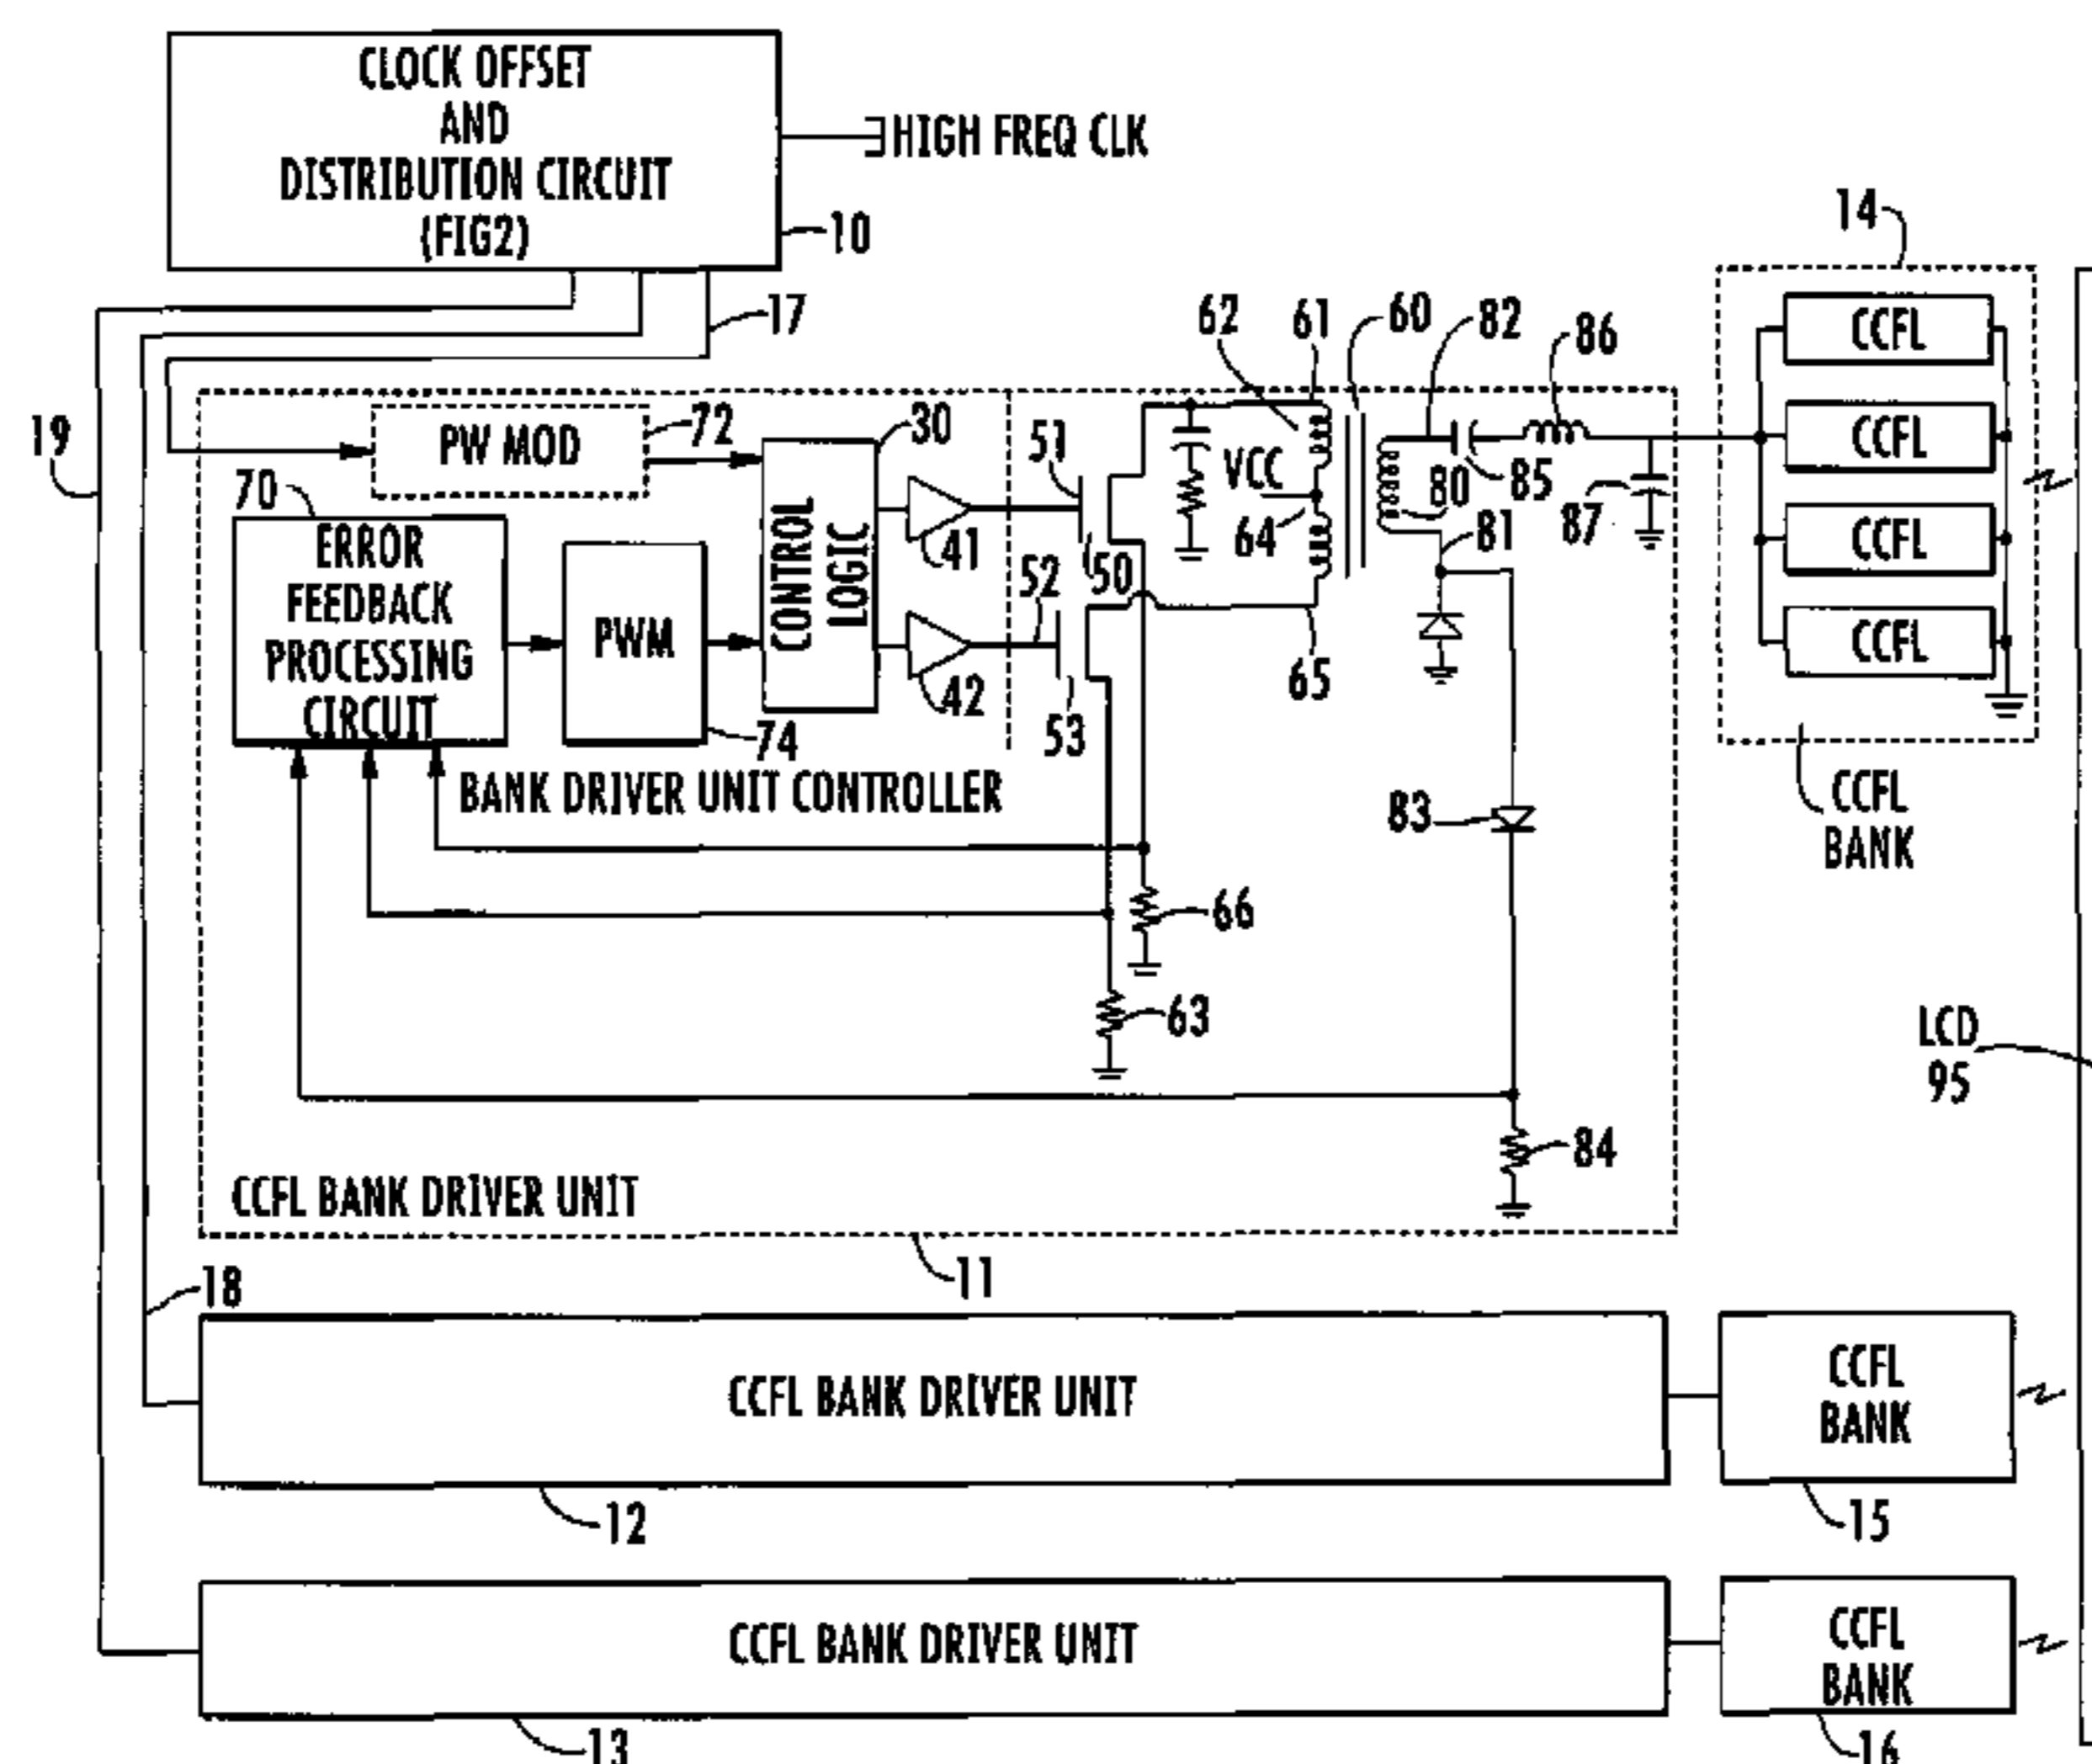 CLOCK OFFSET
AND
DISTRIBUTION CIRCUIT
(FIG2)
HIGH FREQ CLK
10
14
17
62
61
60
82
86
CCFL
19
PW MOD
72
30
51
VCC
80
85
87
CCFL
70
ERROR
FEEDBACK
PROCESSING
CIRCUIT
PWM
CONTROL
LOGIC
41
52
50
64
81
CCFL
42
53
65
CCFL
74
BANK DRIVER UNIT CONTROLLER
83
CCFL
BANK
66
63
LCD
95
84
CCFL BANK DRIVER UNIT
11
18
CCFL BANK DRIVER UNIT
CCFL
BANK
12
15
CCFL BANK DRIVER UNIT
CCFL
BANK
13
16